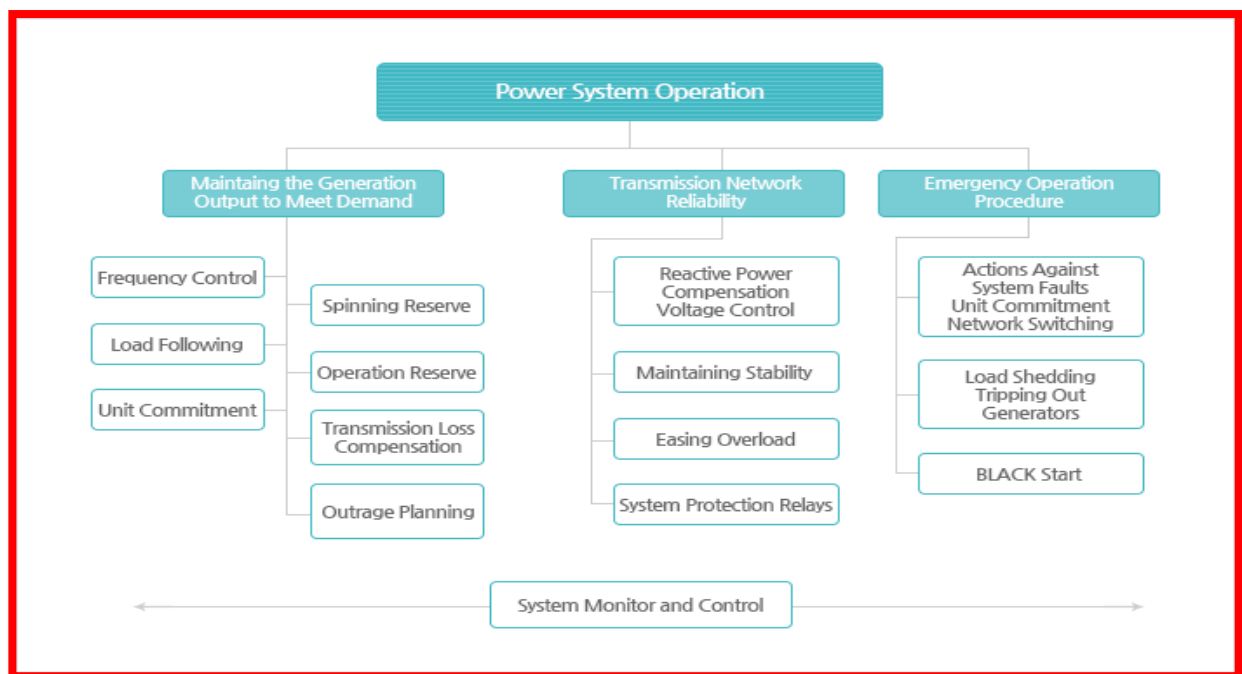 Power System Operation
Maintaing the Generation
Output to Meet Demand
Frequency Control
Load Following
Unit Commitment
Spinning Reserve
Operation Reserve
Transmission Loss
Compensation
Outrage Planning
Transmission Network
Reliability
Reactive Power
Compensation
Voltage Control
Maintaining Stability
Easing Overload
System Protection Relays
Emergency Operation
Procedure
Actions Against
System Faults
Unit Commitment
Network Switching
Load Shedding
Tripping Out
Generators
BLACK Start
System Monitor and Control